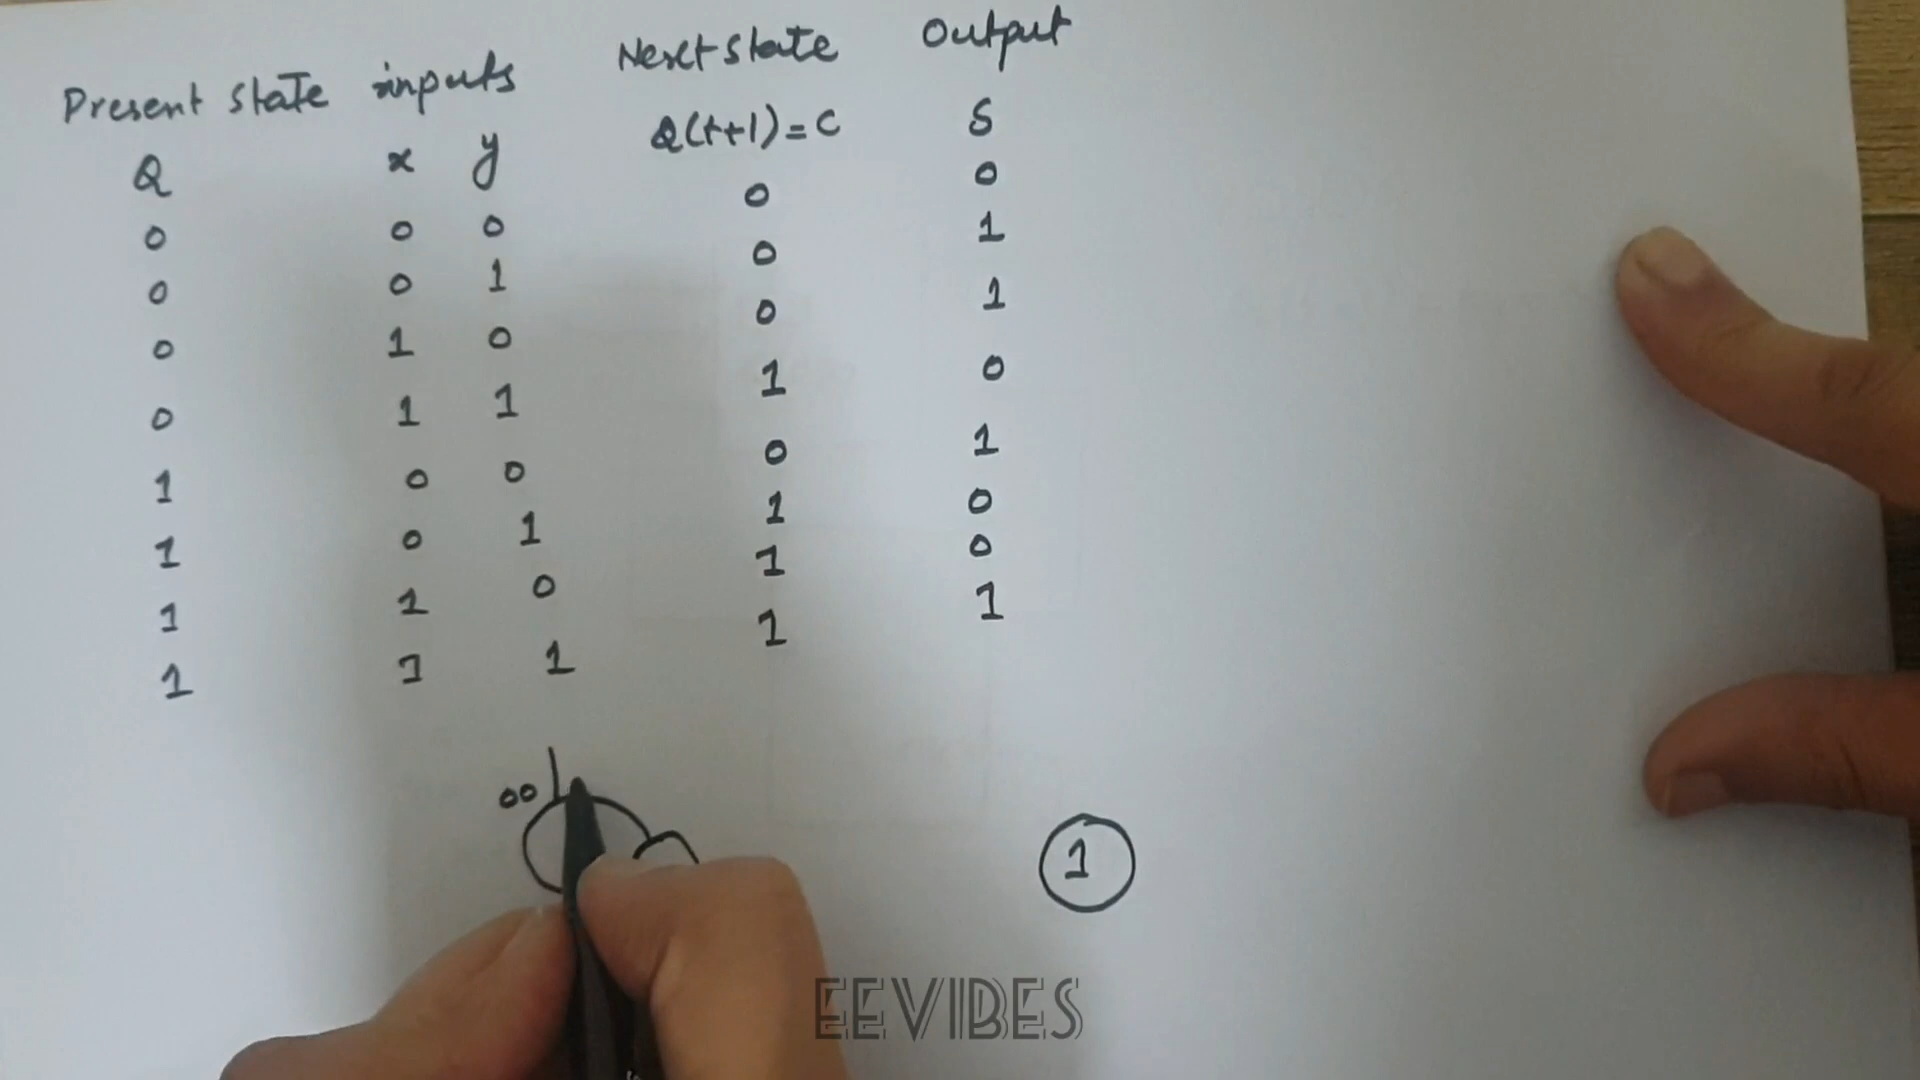 Present state inputs Next state Output
Q x y Q(t+1)=C S
0 0 0 0 0
0 0 1 0 1
0 1 0 0 1
0 1 1 1 0
1 0 0 0 1
1 0 1 1 0
1 1 0 1 0
1 1 1 1 1
00
1
EEVIBES